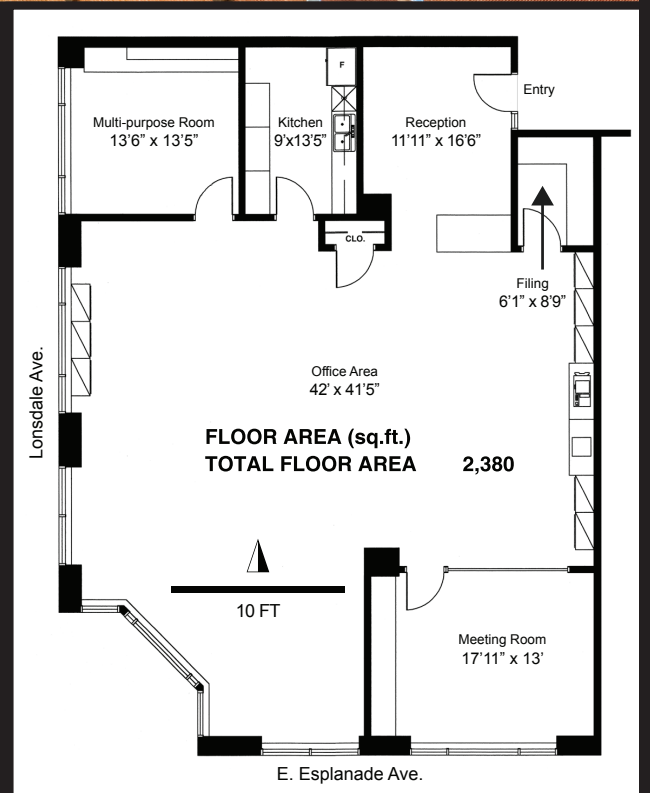 F
Entry
Multi-purpose Room
13'6" x 13'5"
Kitchen
9'x13'5"
Reception
11'11" x 16'6"
CLO.
Filing
6'1" x 8'9"
Lonsdale Ave.
Office Area
42' x 41'5"
FLOOR AREA (sq.ft.)
TOTAL FLOOR AREA 2,380
10 FT
Meeting Room
17'11" x 13'
E. Esplanade Ave.